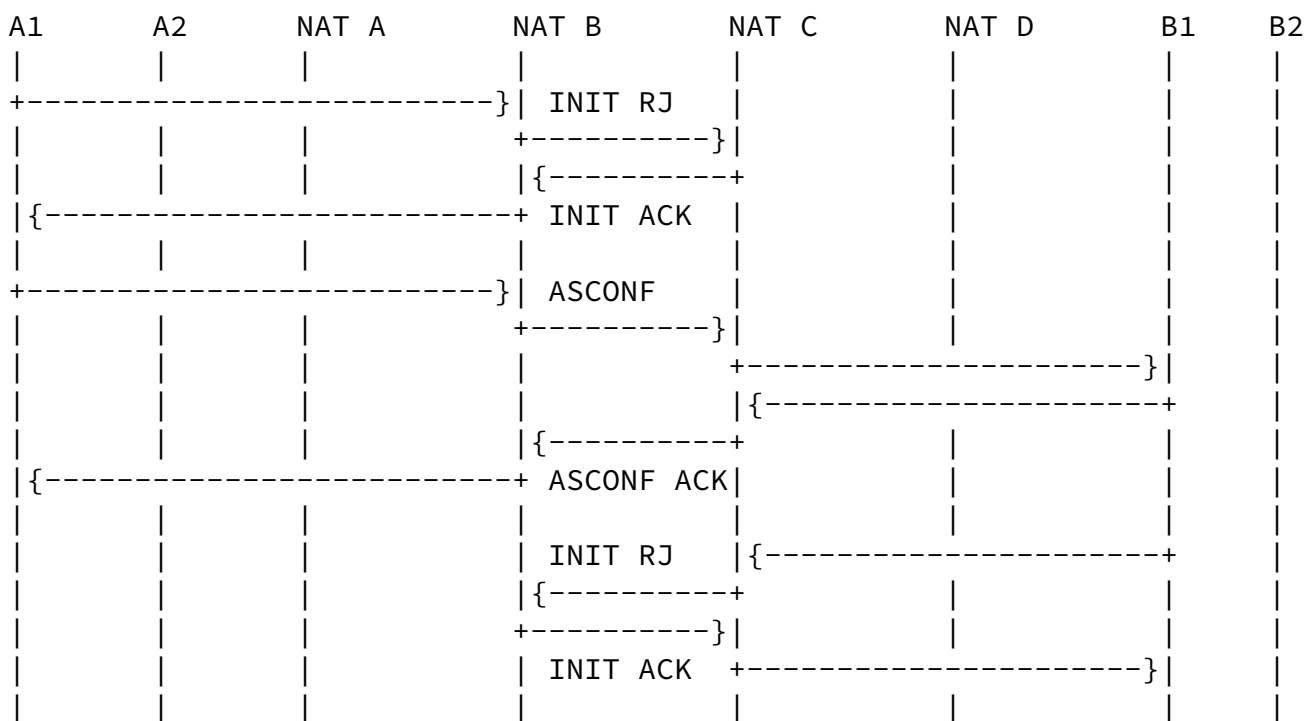 A1 A2 NAT A NAT B NAT C NAT D B1 B2
INIT RJ
INIT ACK
ASCONF
ASCONF ACK
INIT RJ
INIT ACK